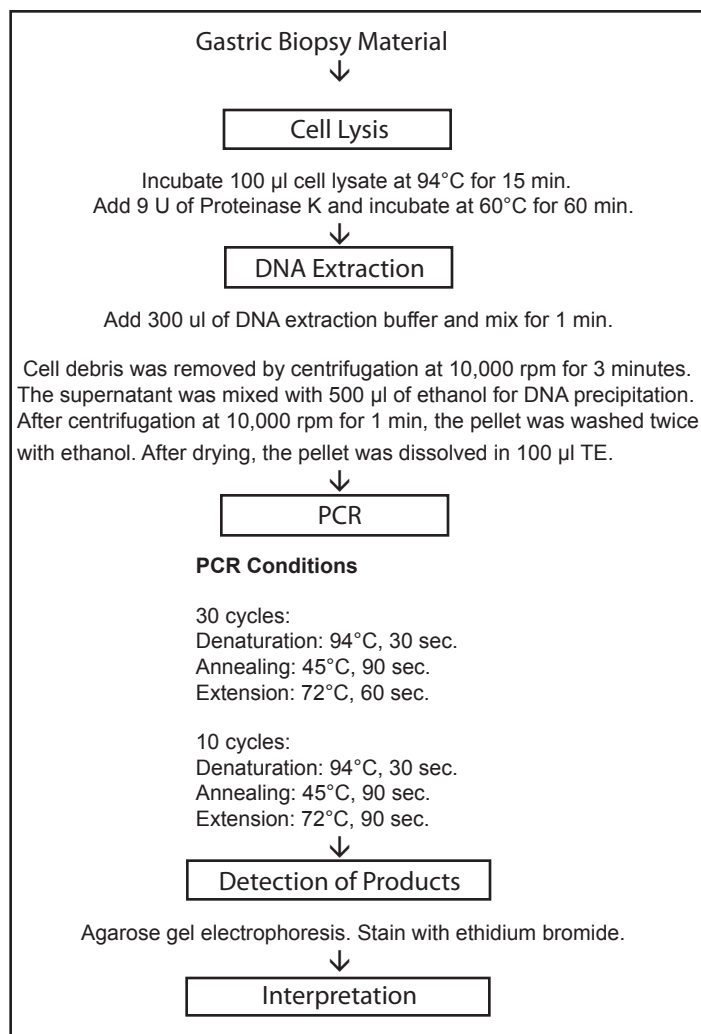 Gastric Biopsy Material
↓
Cell Lysis
Incubate 100 µl cell lysate at 94°C for 15 min.
Add 9 U of Proteinase K and incubate at 60°C for 60 min.
↓
DNA Extraction
Add 300 ul of DNA extraction buffer and mix for 1 min.
Cell debris was removed by centrifugation at 10,000 rpm for 3 minutes.
The supernatant was mixed with 500 µl of ethanol for DNA precipitation.
After centrifugation at 10,000 rpm for 1 min, the pellet was washed twice
with ethanol. After drying, the pellet was dissolved in 100 µl TE.
↓
PCR
PCR Conditions
30 cycles:
Denaturation: 94°C, 30 sec.
Annealing: 45°C, 90 sec.
Extension: 72°C, 60 sec.
10 cycles:
Denaturation: 94°C, 30 sec.
Annealing: 45°C, 90 sec.
Extension: 72°C, 90 sec.
↓
Detection of Products
Agarose gel electrophoresis. Stain with ethidium bromide.
↓
Interpretation